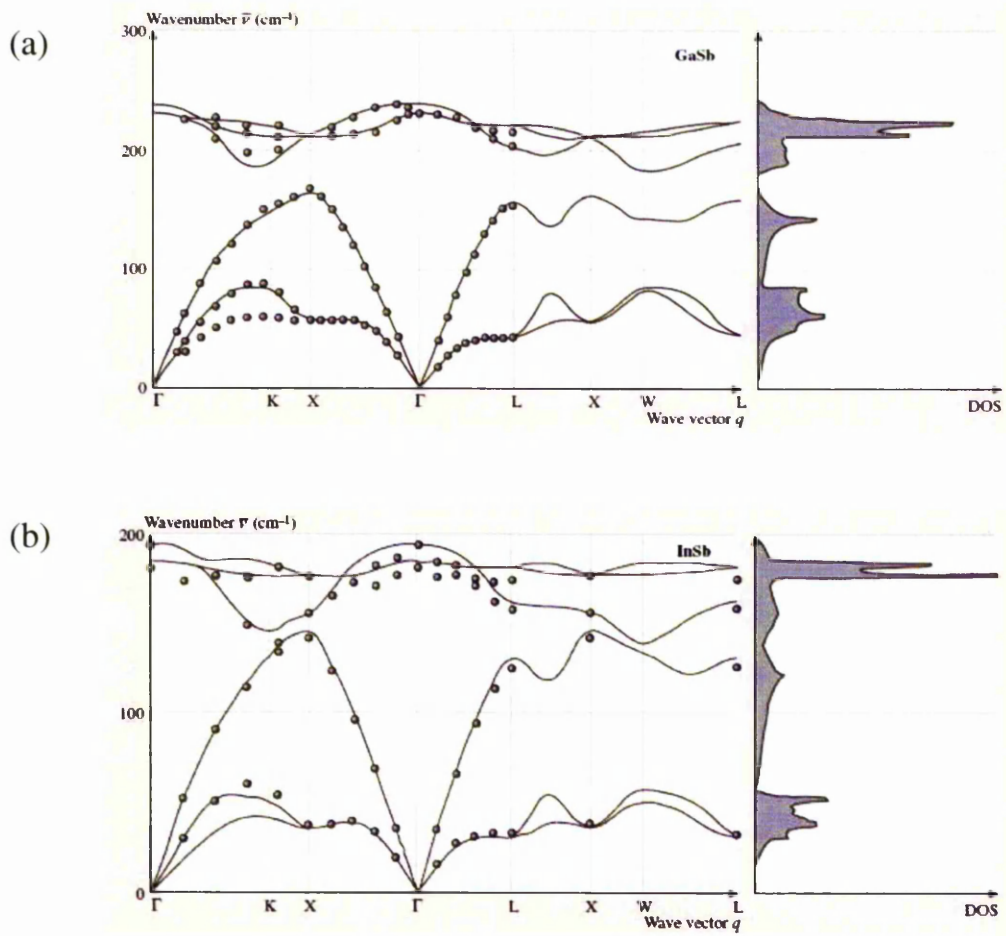 (a)
Wavenumber ν̅ (cm⁻¹)
300
GaSb
200
100
0
Γ K X Γ L X W L
Wave vector q
DOS
(b)
Wavenumber ν̅ (cm⁻¹)
200
InSb
100
0
Γ K X Γ L X W L
Wave vector q
DOS